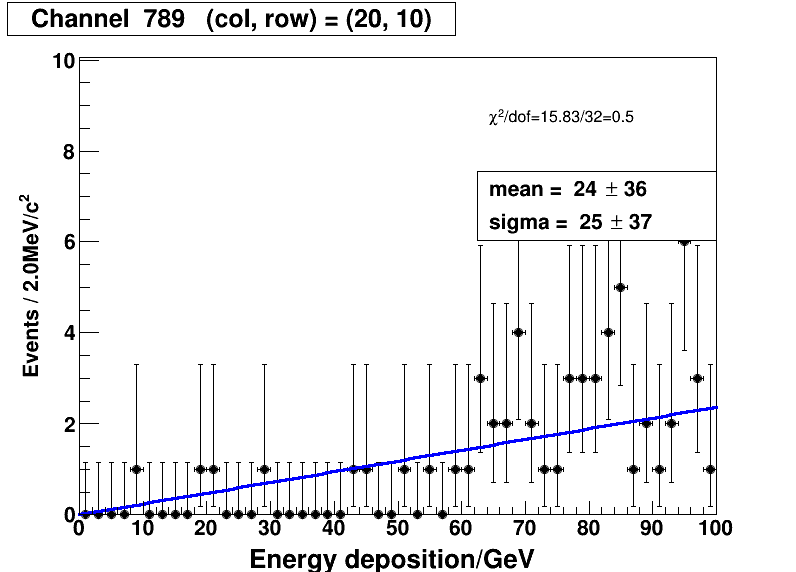 Channel 789 (col, row) = (20, 10)
χ²/dof=15.83/32=0.5
mean = 24 ± 36
sigma = 25 ± 37
Events / 2.0MeV/c²
10
8
6
4
2
0
0 10 20 30 40 50 60 70 80 90 100
Energy deposition/GeV